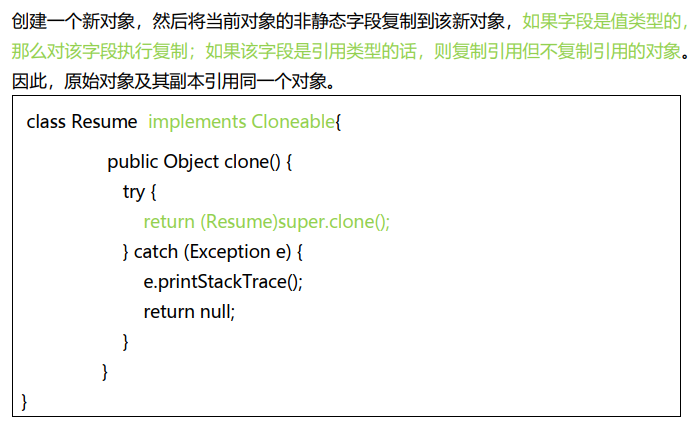 创建一个新对象，然后将当前对象的非静态字段复制到该新对象，如果字段是值类型的，
那么对该字段执行复制；如果该字段是引用类型的话，则复制引用但不复制引用的对象。
因此，原始对象及其副本引用同一个对象。
class Resume  implements Cloneable{
public Object clone() {
try {
return (Resume)super.clone();
} catch (Exception e) {
e.printStackTrace();
return null;
}
}
}